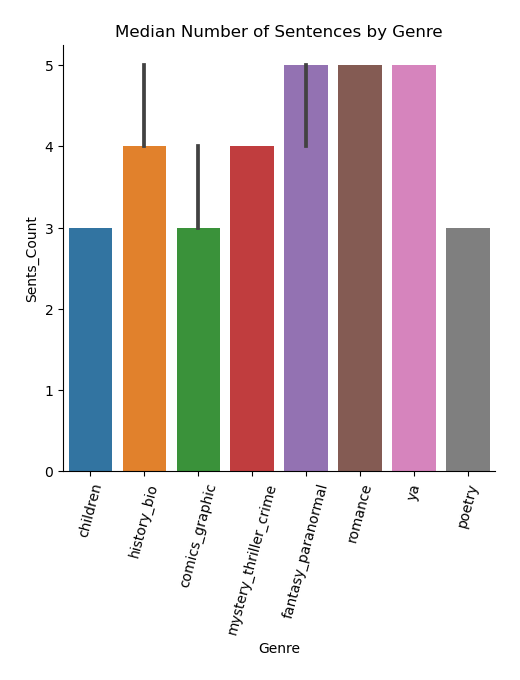 Median Number of Sentences by Genre
5
4
3
2
1
0
Sents_Count
children
history_bio
comics_graphic
mystery_thriller_crime
fantasy_paranormal
romance
ya
poetry
Genre